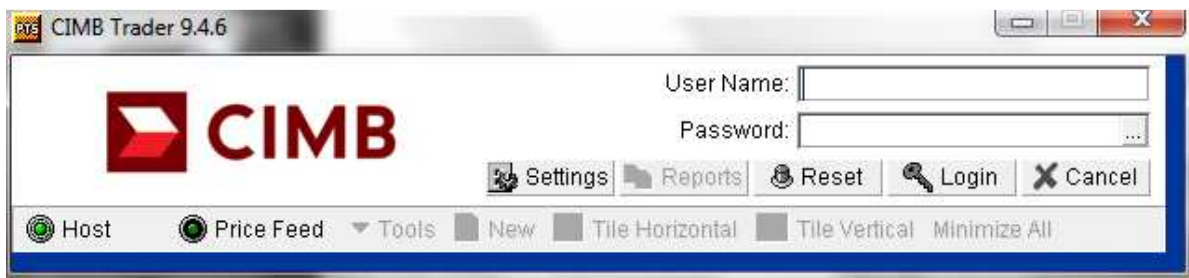 PTS CIMB Trader 9.4.6
User Name:
CIMB
Password: ...
Settings Reports Reset Login Cancel
Host Price Feed Tools New Tile Horizontal Tile Vertical Minimize All